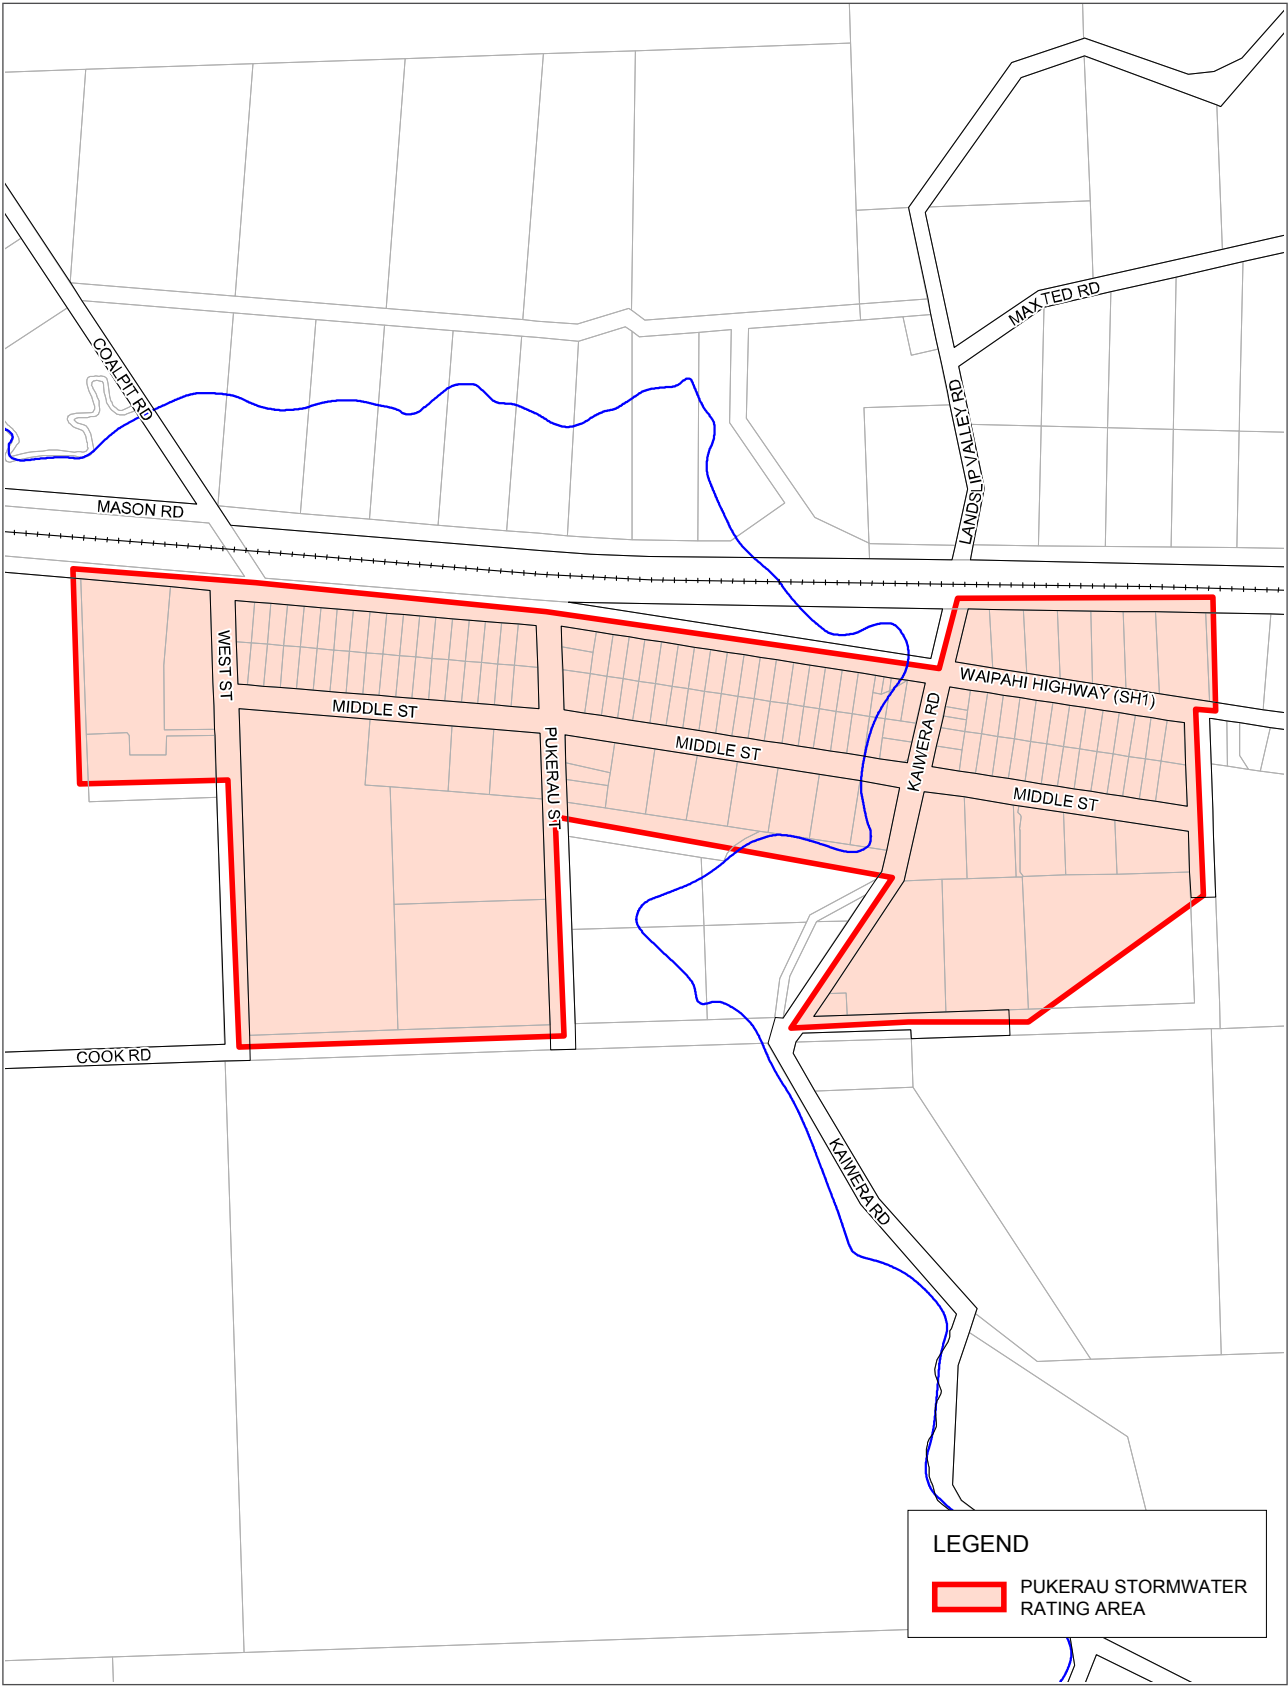 MAXTED RD
COALPIT RD
LANDSLIP VALLEY RD
MASON RD
WEST ST
WAIPAHI HIGHWAY (SH1)
MIDDLE ST
KAIWERA RD
PUKERAU ST
MIDDLE ST
MIDDLE ST
COOK RD
KAIWERA RD
LEGEND
PUKERAU STORMWATER
RATING AREA